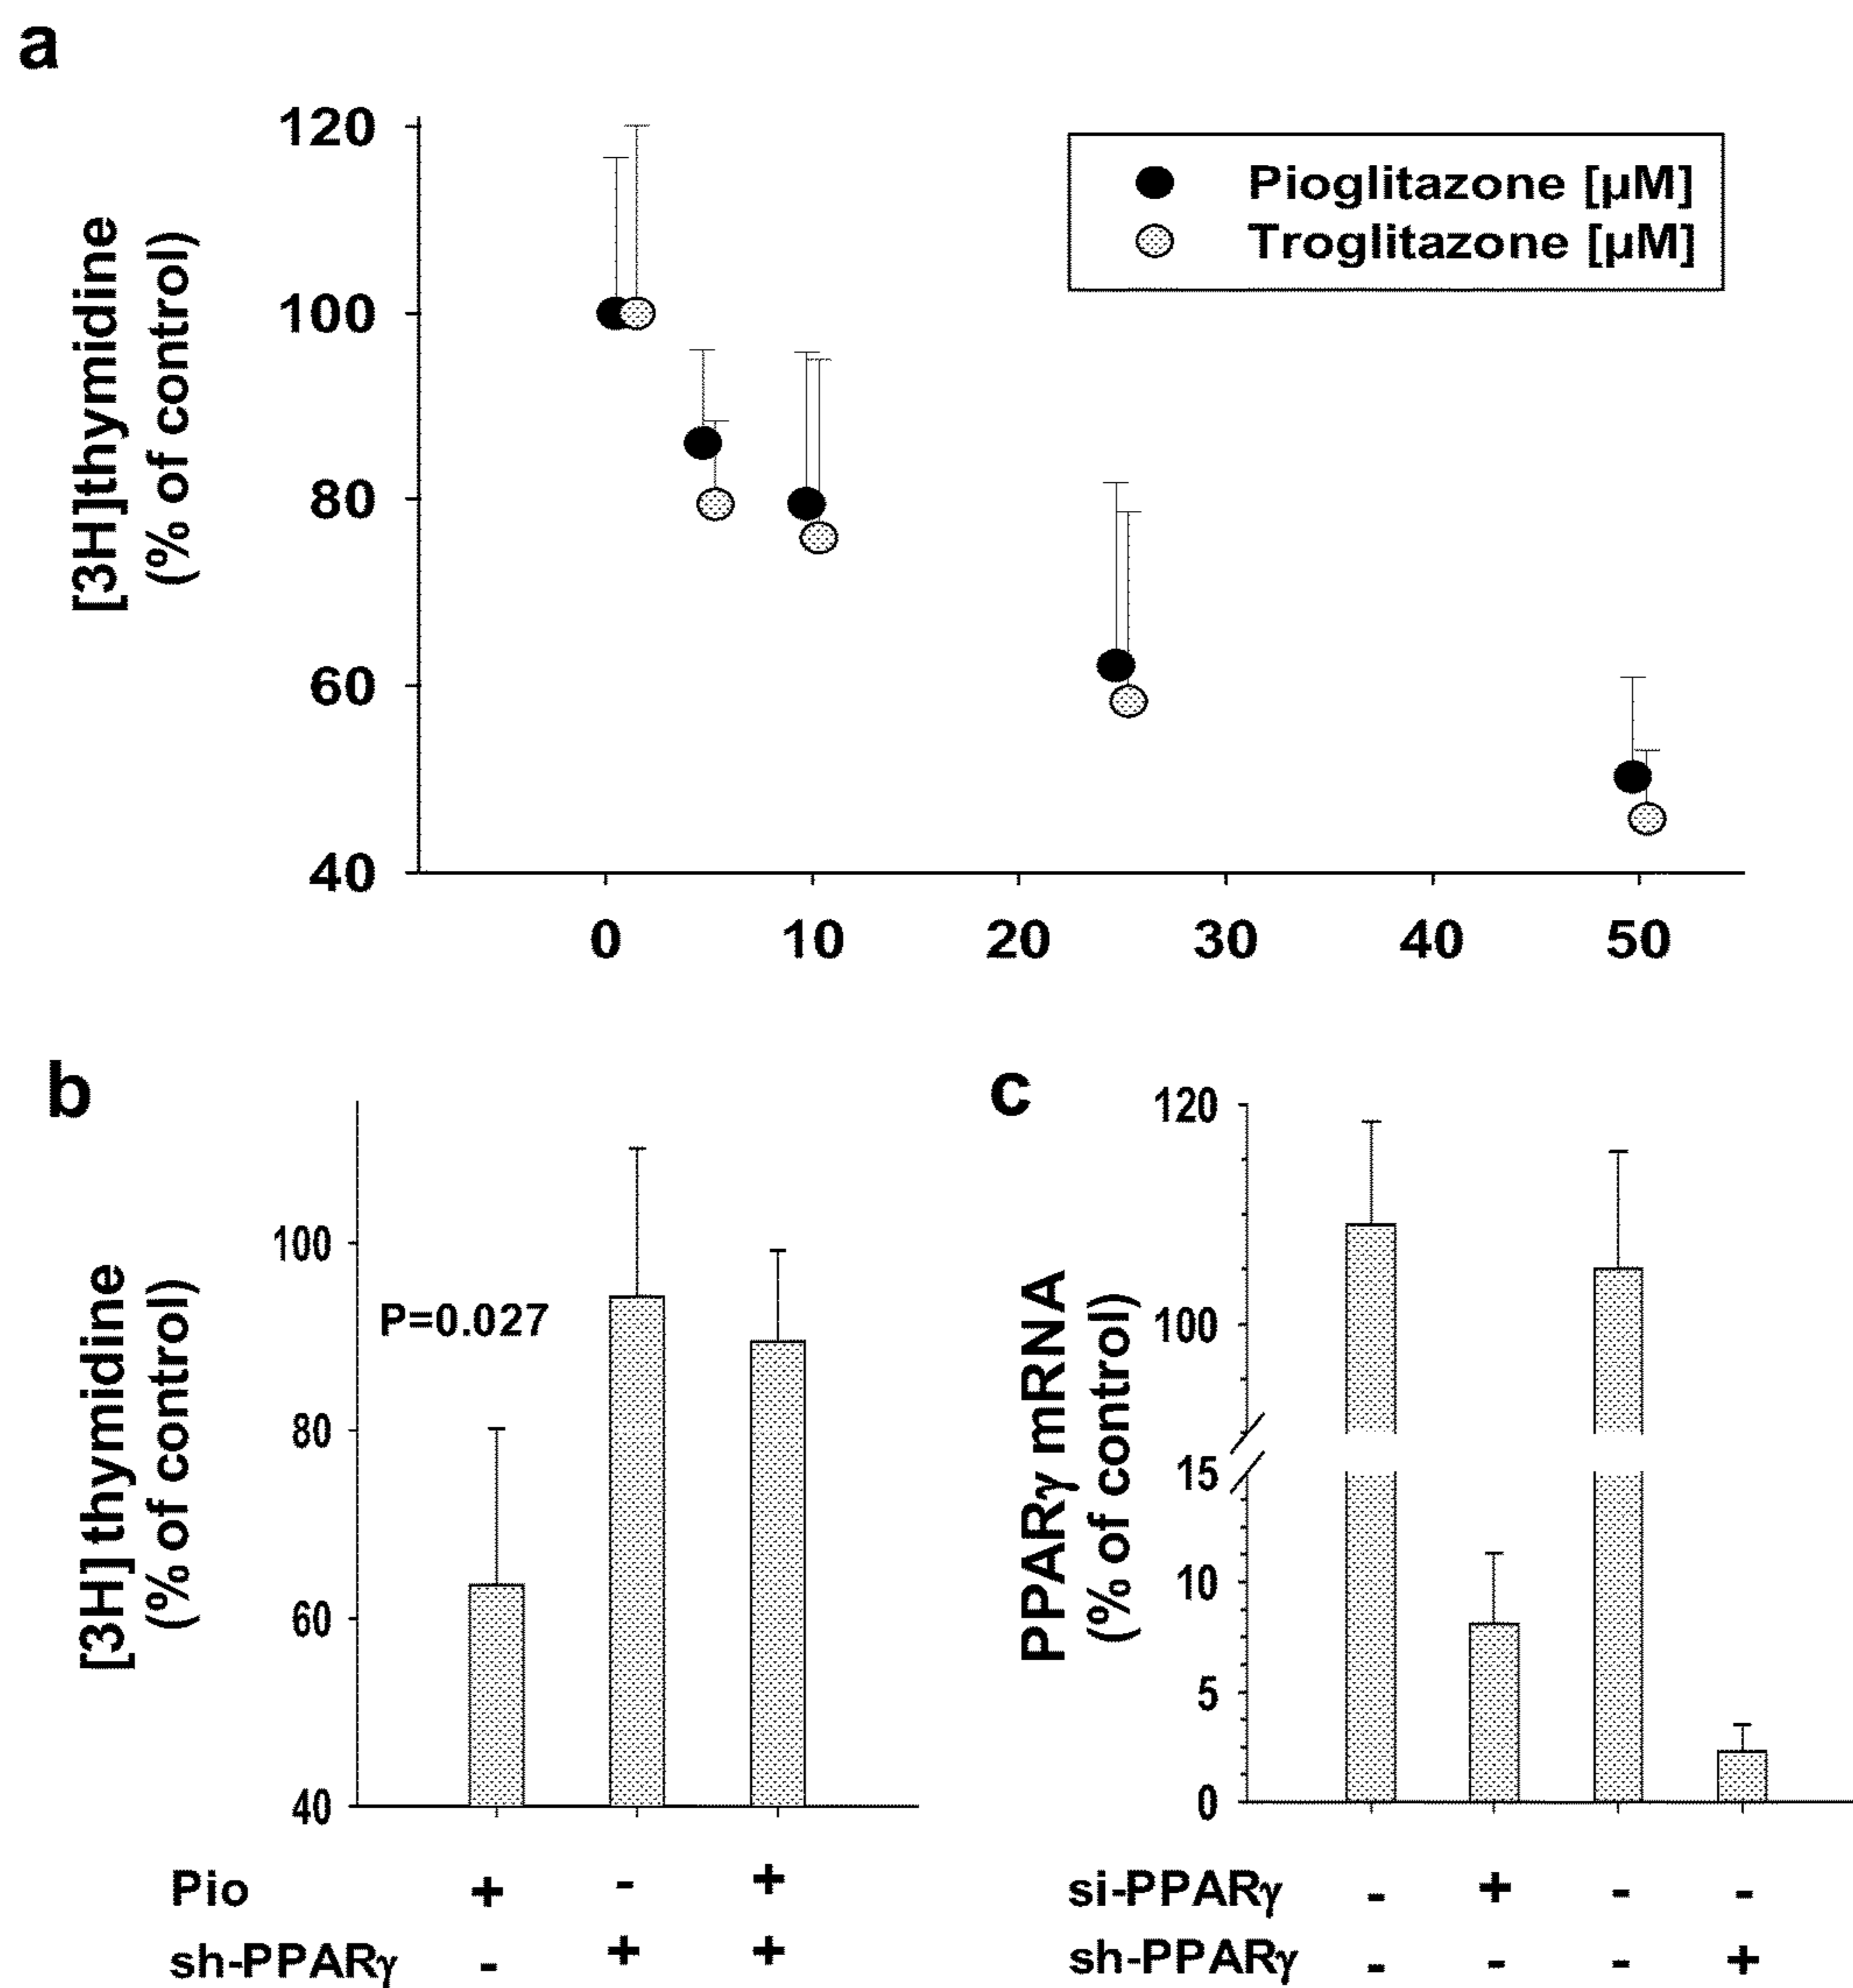 a
120
100
80
60
40
[3H]thymidine
(% of control)
Pioglitazone [µM]
Troglitazone [µM]
0 10 20 30 40 50
b
100
80
60
40
[3H] thymidine
(% of control)
P=0.027
Pio + - +
sh-PPARγ - + +
c
120
100
15
10
5
0
PPARγ mRNA
(% of control)
si-PPARγ - + - -
sh-PPARγ - - - +